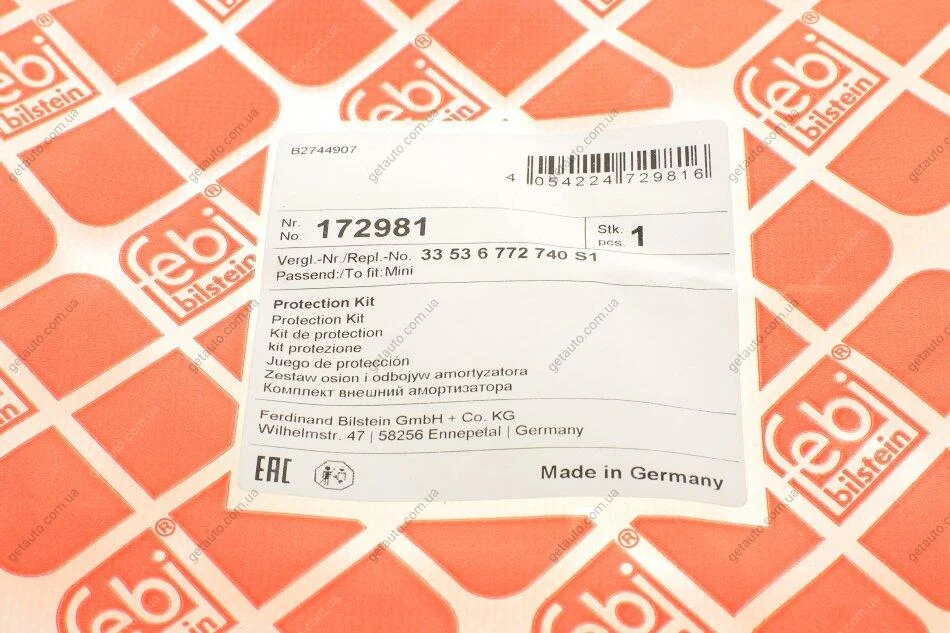 B2744907
4 054224 729816
Nr.
No. 172981
Stk.
pcs. 1
Vergl.-Nr./Repl.-No. 33 53 6 772 740 S1
Passend:/To fit: Mini
Protection Kit
Protection Kit
Kit de protection
kit protezione
Juego de protección
Zestaw osion i odbojyw amortyzatora
Комплект внешний амортизатора
Ferdinand Bilstein GmbH + Co. KG
Wilhelmstr. 47 | 58256 Ennepetal | Germany
EAC
Made in Germany
febi
bilstein
getauto.com.ua